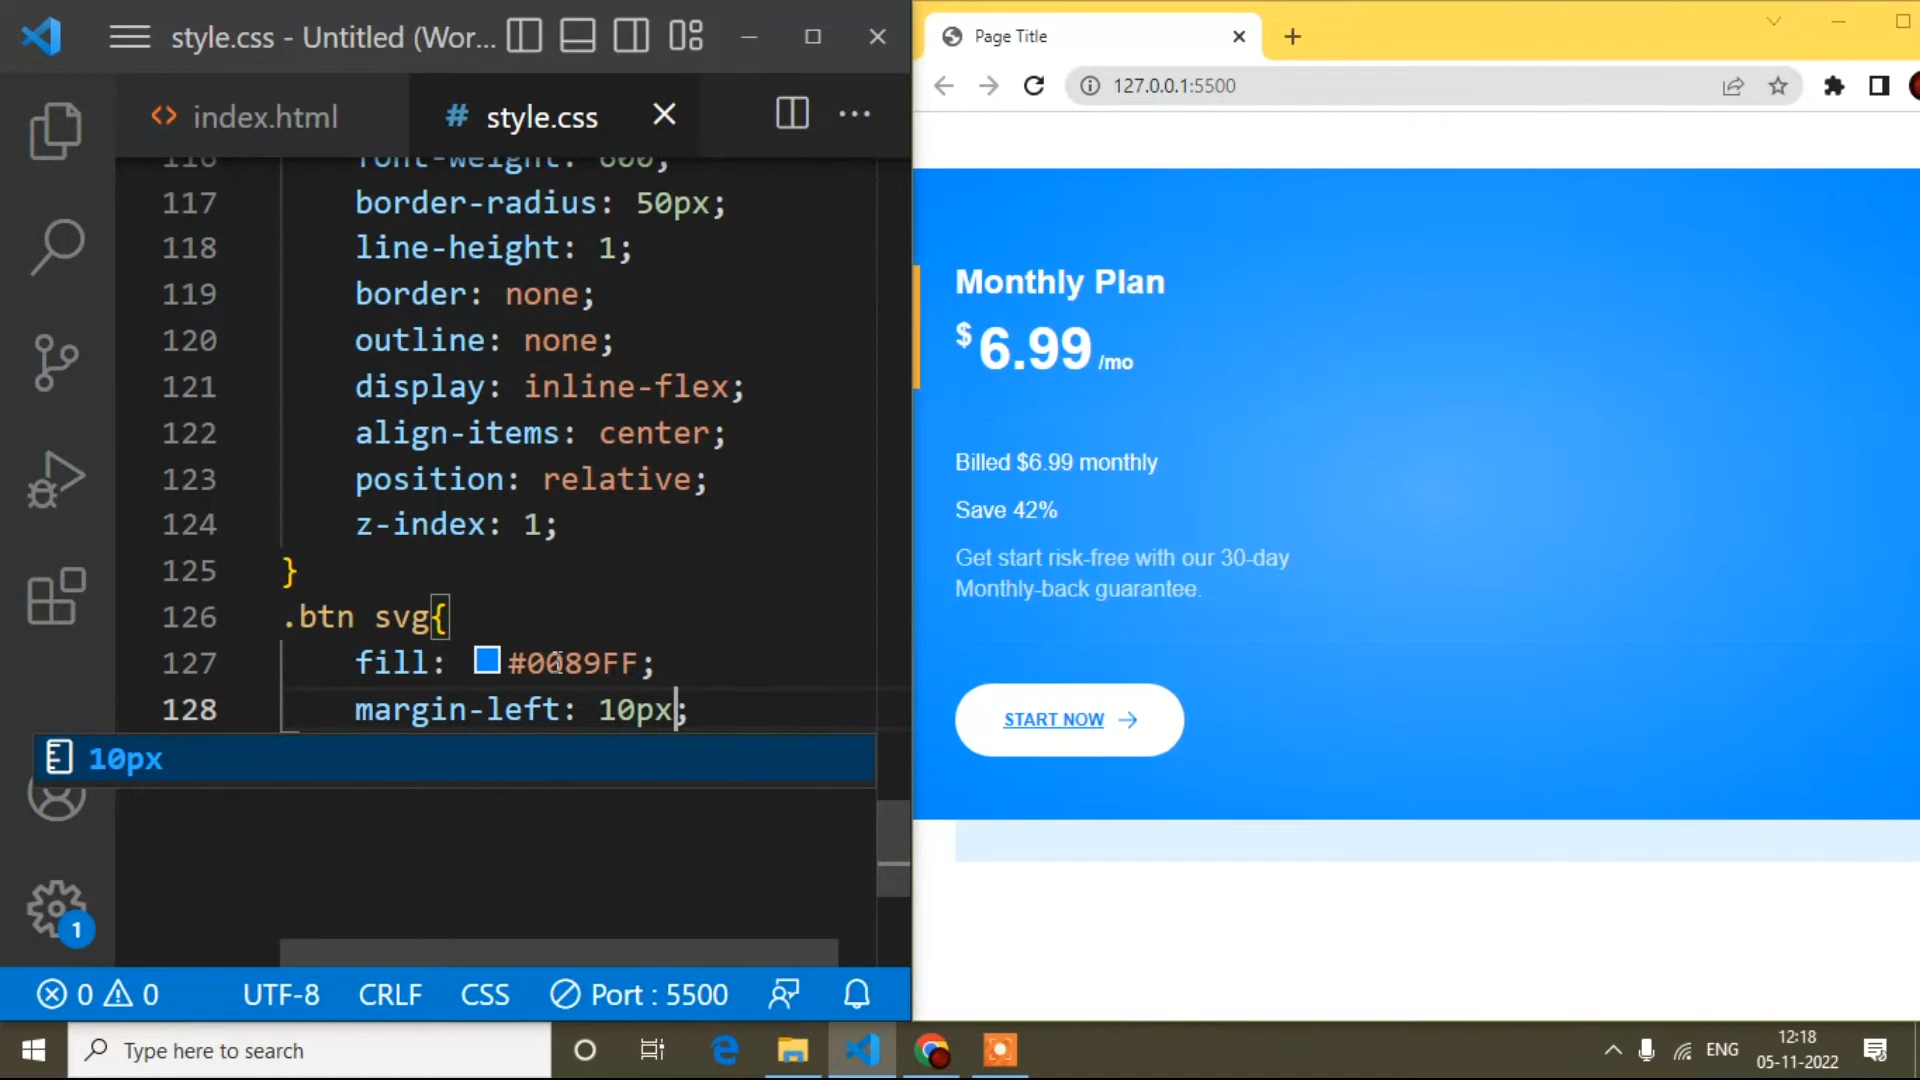 style.css - Untitled (Wor...
index.html
# style.css
116 font-weight: 600;
117 border-radius: 50px;
118 line-height: 1;
119 border: none;
120 outline: none;
121 display: inline-flex;
122 align-items: center;
123 position: relative;
124 z-index: 1;
125 }
126 .btn svg{
127 fill: #0089FF;
128 margin-left: 10px;
10px
1
0 0 UTF-8 CRLF CSS Port : 5500
Page Title
127.0.0.1:5500
Monthly Plan
$6.99 /mo
Billed $6.99 monthly
Save 42%
Get start risk-free with our 30-day
Monthly-back guarantee.
START NOW
Type here to search
ENG
12:18
05-11-2022